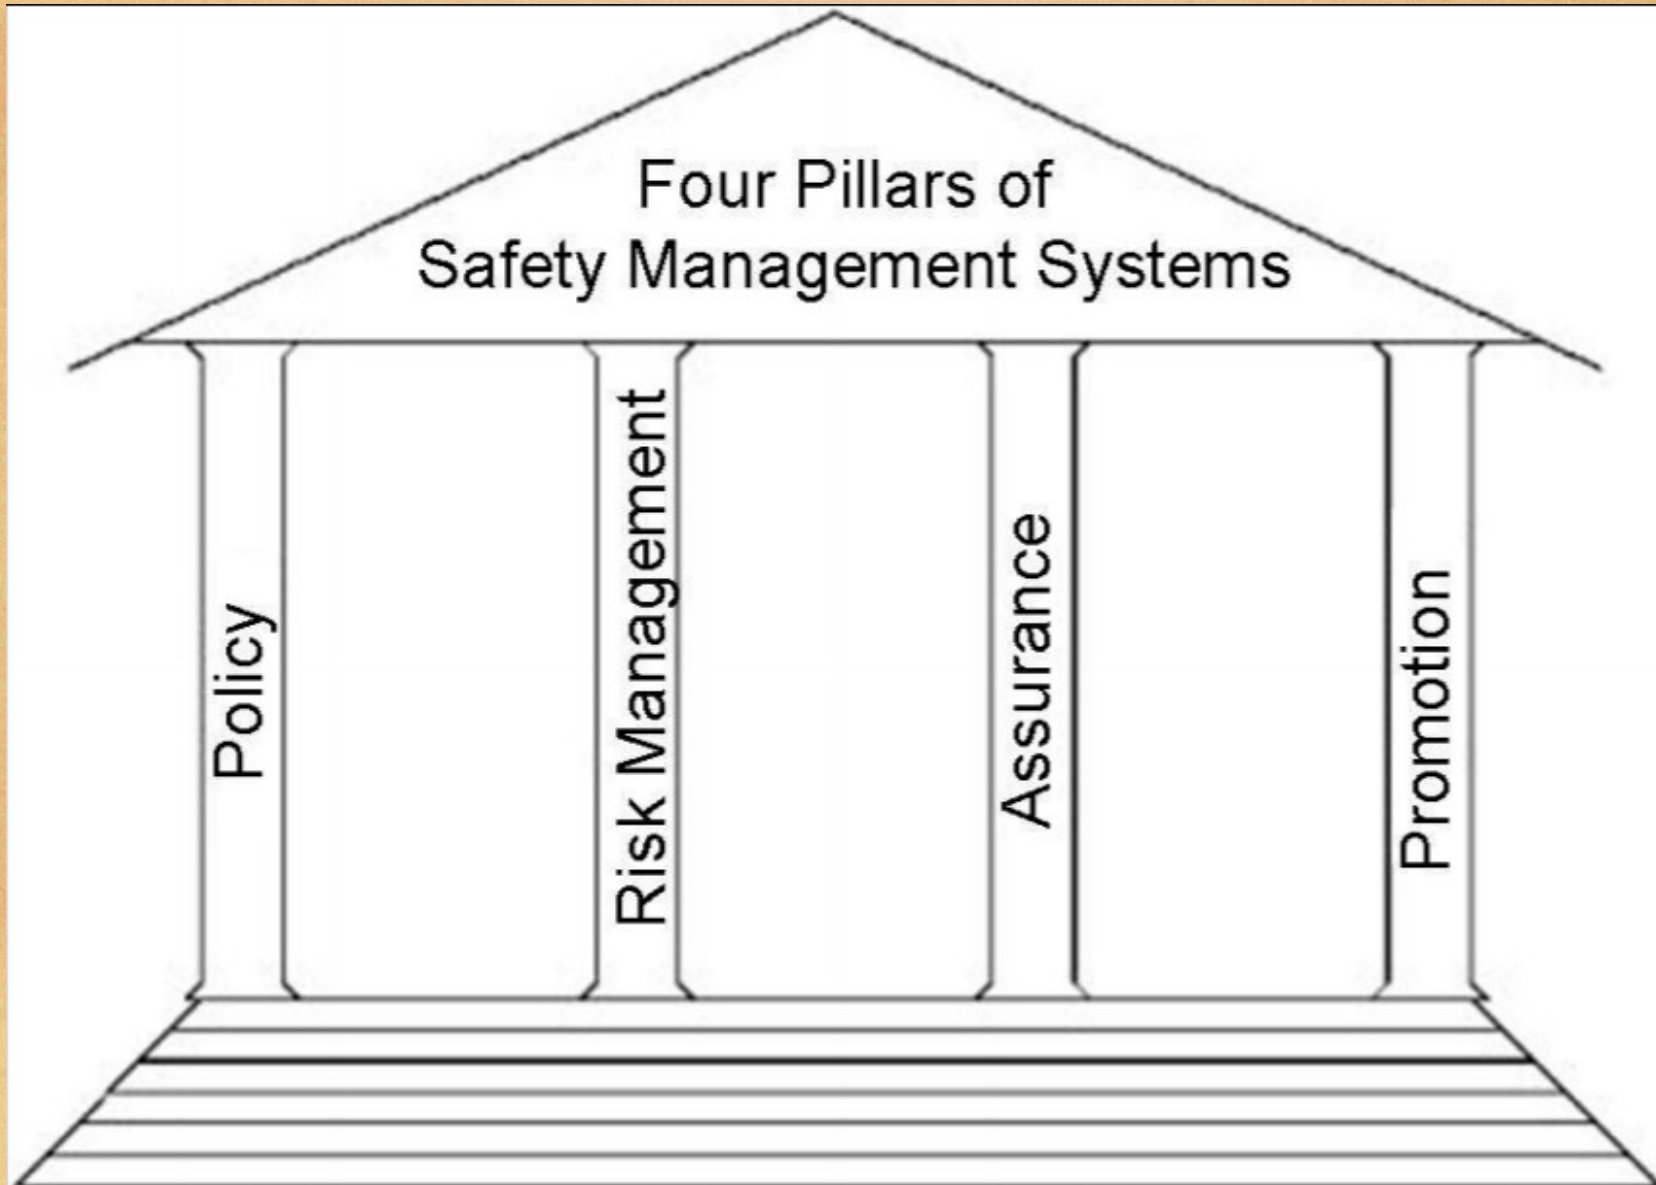 Four Pillars of
Safety Management Systems
Policy
Risk Management
Assurance
Promotion